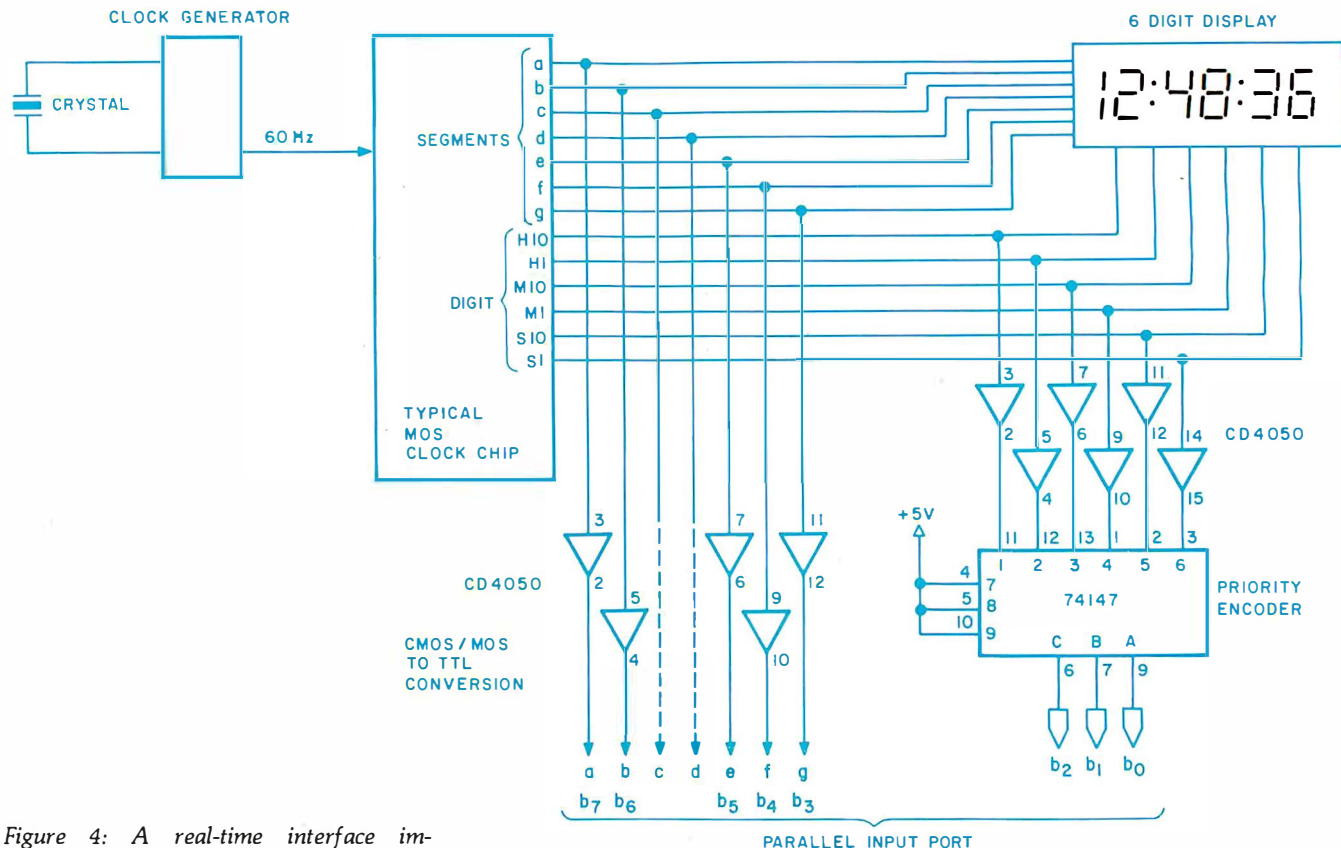 CLOCK GENERATOR
6 DIGIT DISPLAY
CRYSTAL
60 Hz
SEGMENTS
a
b
c
d
e
f
g
DIGIT
H10
H1
M10
M1
S10
S1
12:48:36
TYPICAL
MOS
CLOCK CHIP
3
2
5
4
7
6
9
10
11
12
CD4050
CMOS/MOS
TO TTL
CONVERSION
a b c d e f g
b7 b6 b5 b4 b3
3 7 11
2 5 6 9 12 14
4 10 15
CD4050
+5V
11 12 13 1 2 3
1 2 3 4 5 6
4 7
5 8
10 9
74147
PRIORITY
ENCODER
C B A
6 7 9
b2 b1 b0
PARALLEL INPUT PORT
Figure 4: A real-time interface im-